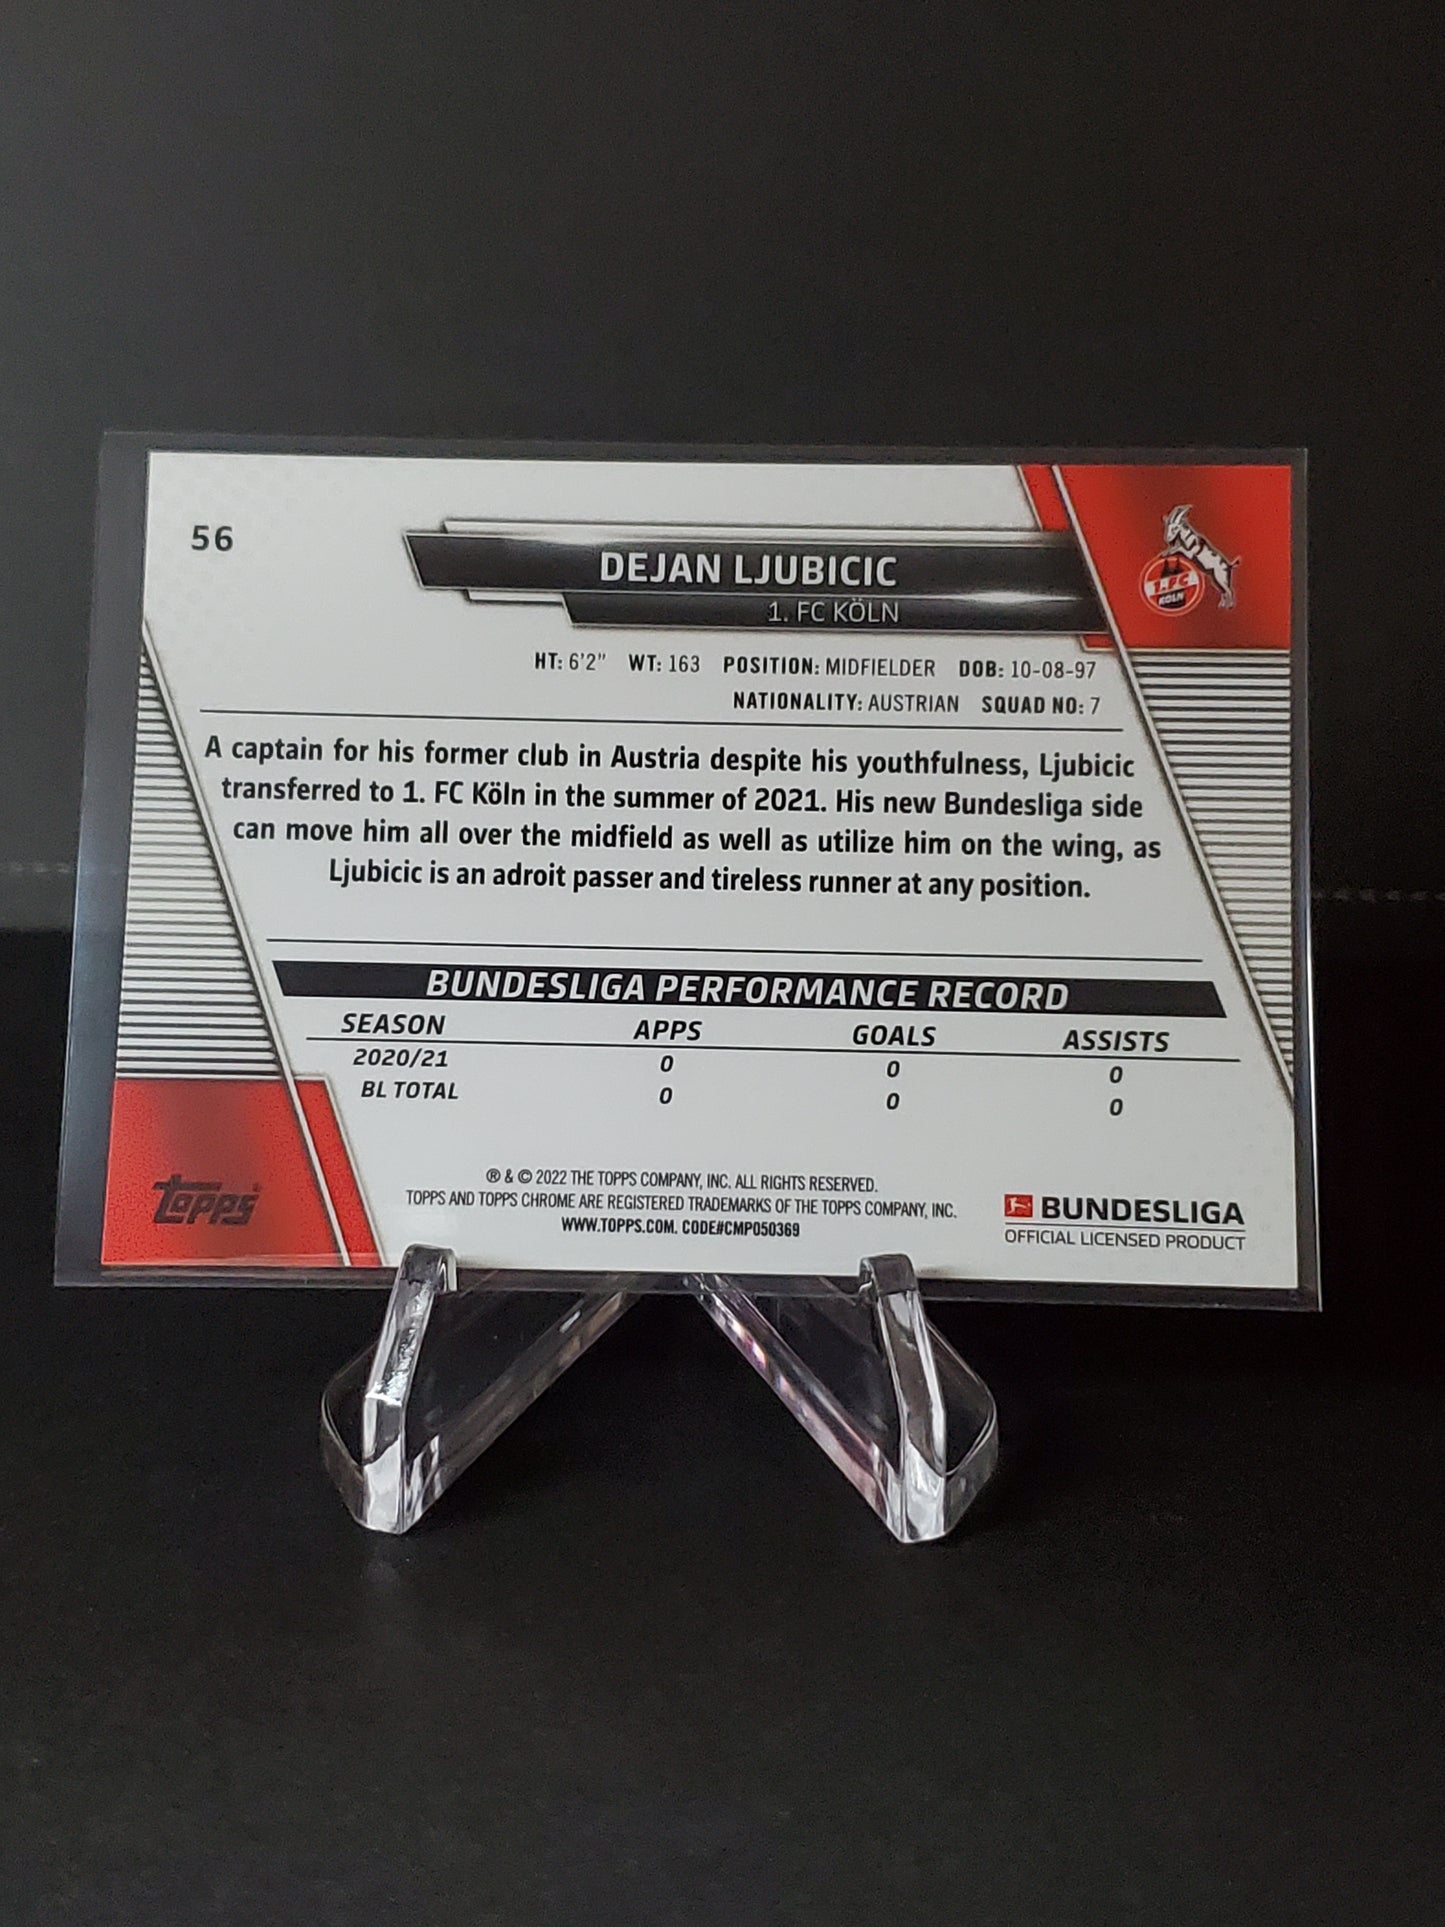 56
DEJAN LJUBICIC
1. FC KÖLN
1. FC
KÖLN
HT: 6'2" WT: 163 POSITION: MIDFIELDER DOB: 10-08-97
NATIONALITY: AUSTRIAN SQUAD NO: 7
A captain for his former club in Austria despite his youthfulness, Ljubicic
transferred to 1. FC Köln in the summer of 2021. His new Bundesliga side
can move him all over the midfield as well as utilize him on the wing, as
Ljubicic is an adroit passer and tireless runner at any position.
BUNDESLIGA PERFORMANCE RECORD
SEASON APPS GOALS ASSISTS
2020/21 0 0 0
BL TOTAL 0 0 0
topps
® & © 2022 THE TOPPS COMPANY, INC. ALL RIGHTS RESERVED.
TOPPS AND TOPPS CHROME ARE REGISTERED TRADEMARKS OF THE TOPPS COMPANY, INC.
WWW.TOPPS.COM. CODE#CMP050369
BUNDESLIGA
OFFICIAL LICENSED PRODUCT